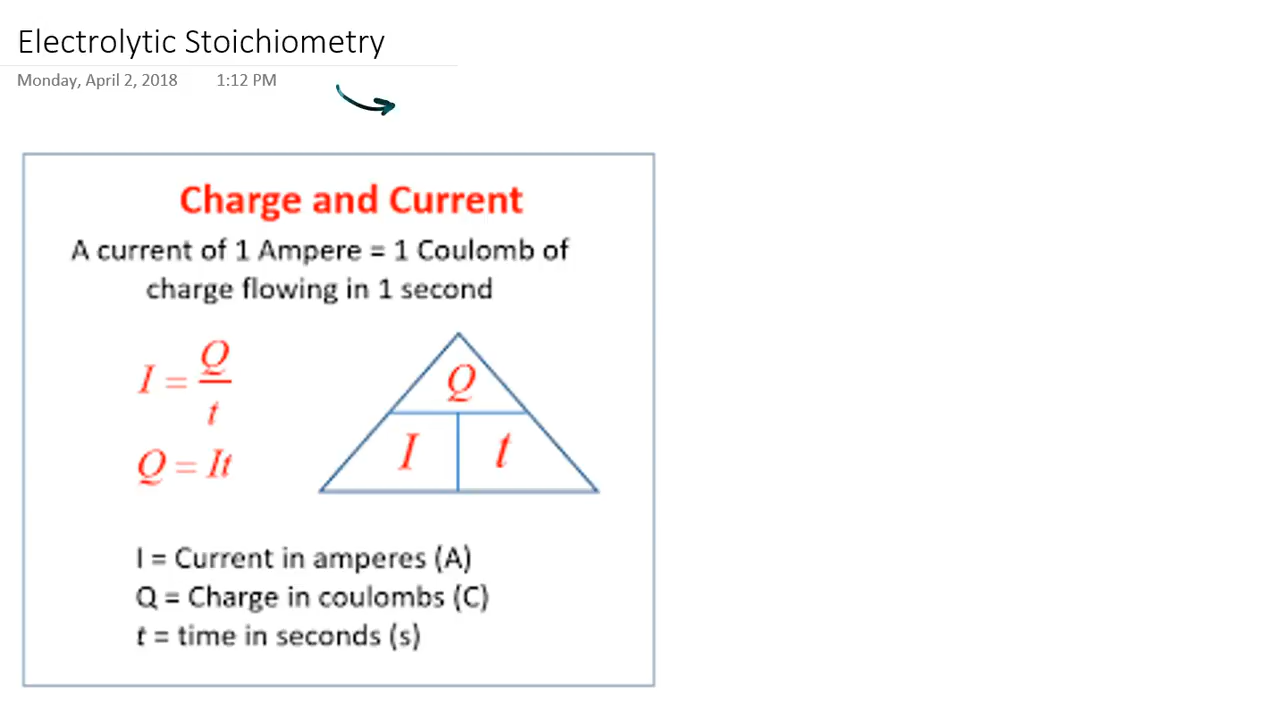 Electrolytic Stoichiometry
Monday, April 2, 2018 1:12 PM
Charge and Current
A current of 1 Ampere = 1 Coulomb of
charge flowing in 1 second
I = Q/t
Q = It
Q
I t
I = Current in amperes (A)
Q = Charge in coulombs (C)
t = time in seconds (s)